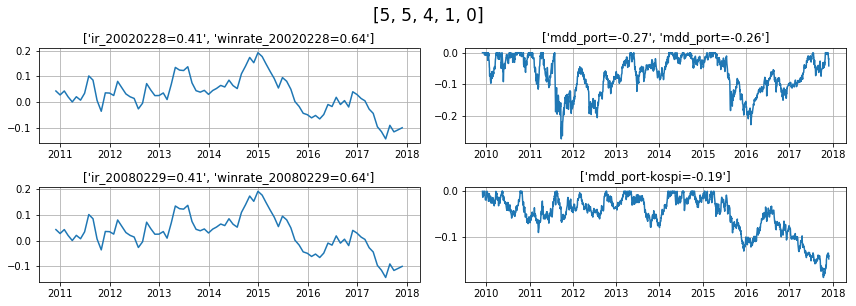 [5, 5, 4, 1, 0]
['ir_20020228=0.41', 'winrate_20020228=0.64']
0.2
0.1
0.0
−0.1
2011 2012 2013 2014 2015 2016 2017 2018
['mdd_port=-0.27', 'mdd_port=-0.26']
0.0
−0.1
−0.2
2010 2011 2012 2013 2014 2015 2016 2017 2018
['ir_20080229=0.41', 'winrate_20080229=0.64']
0.2
0.1
0.0
−0.1
2011 2012 2013 2014 2015 2016 2017 2018
['mdd_port-kospi=-0.19']
0.0
−0.1
2010 2011 2012 2013 2014 2015 2016 2017 2018